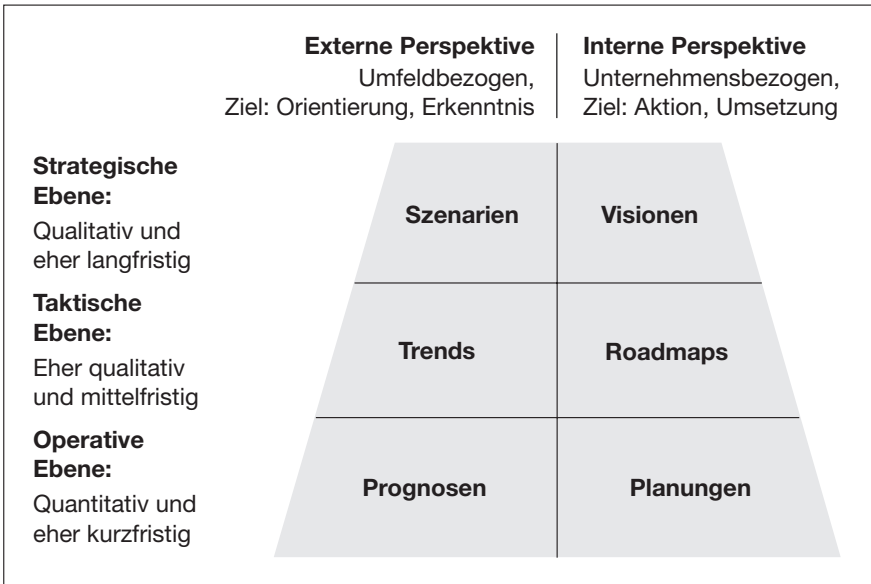 Externe Perspektive
Umfeldbezogen,
Ziel: Orientierung, Erkenntnis
Interne Perspektive
Unternehmensbezogen,
Ziel: Aktion, Umsetzung
Strategische
Ebene:
Qualitativ und
eher langfristig
Szenarien
Visionen
Taktische
Ebene:
Eher qualitativ
und mittelfristig
Trends
Roadmaps
Operative
Ebene:
Quantitativ und
eher kurzfristig
Prognosen
Planungen